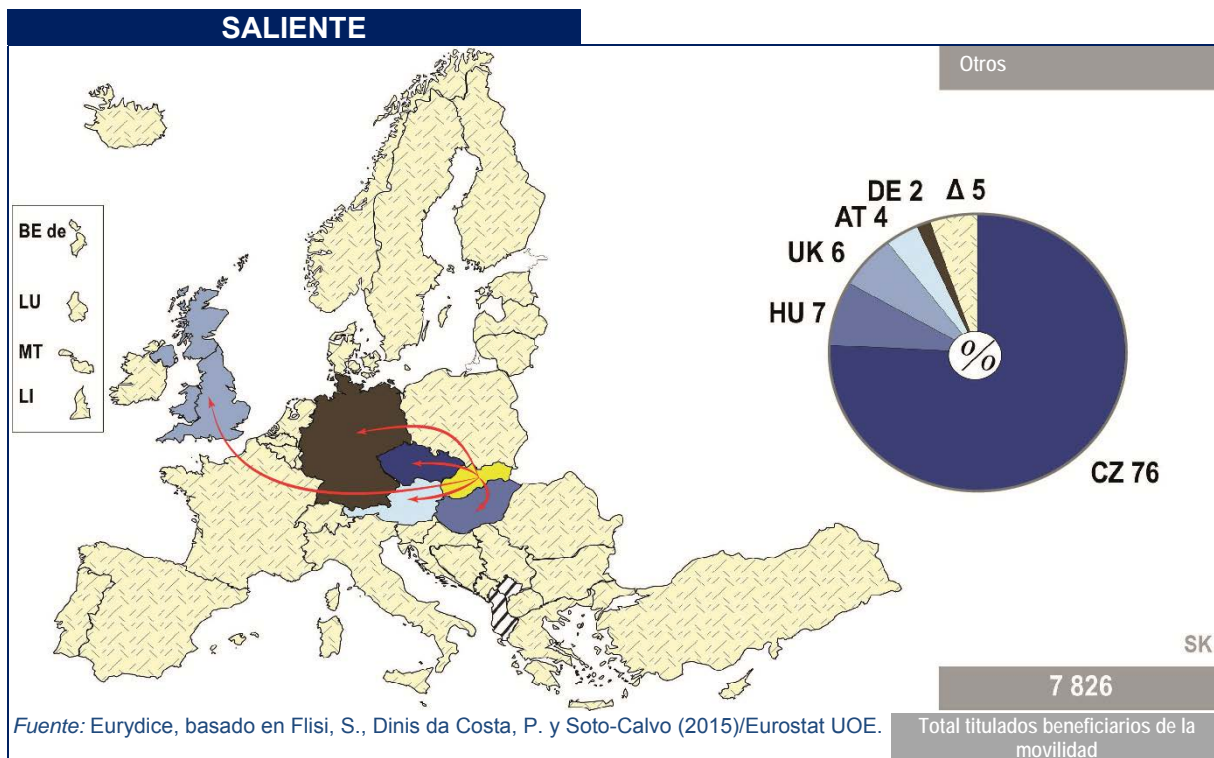 SALIENTE
Otros
BE de
LU
MT
LI
DE 2
Δ 5
AT 4
UK 6
HU 7
%
CZ 76
SK
7 826
Total titulados beneficiarios de la
movilidad
Fuente: Eurydice, basado en Flisi, S., Dinis da Costa, P. y Soto-Calvo (2015)/Eurostat UOE.